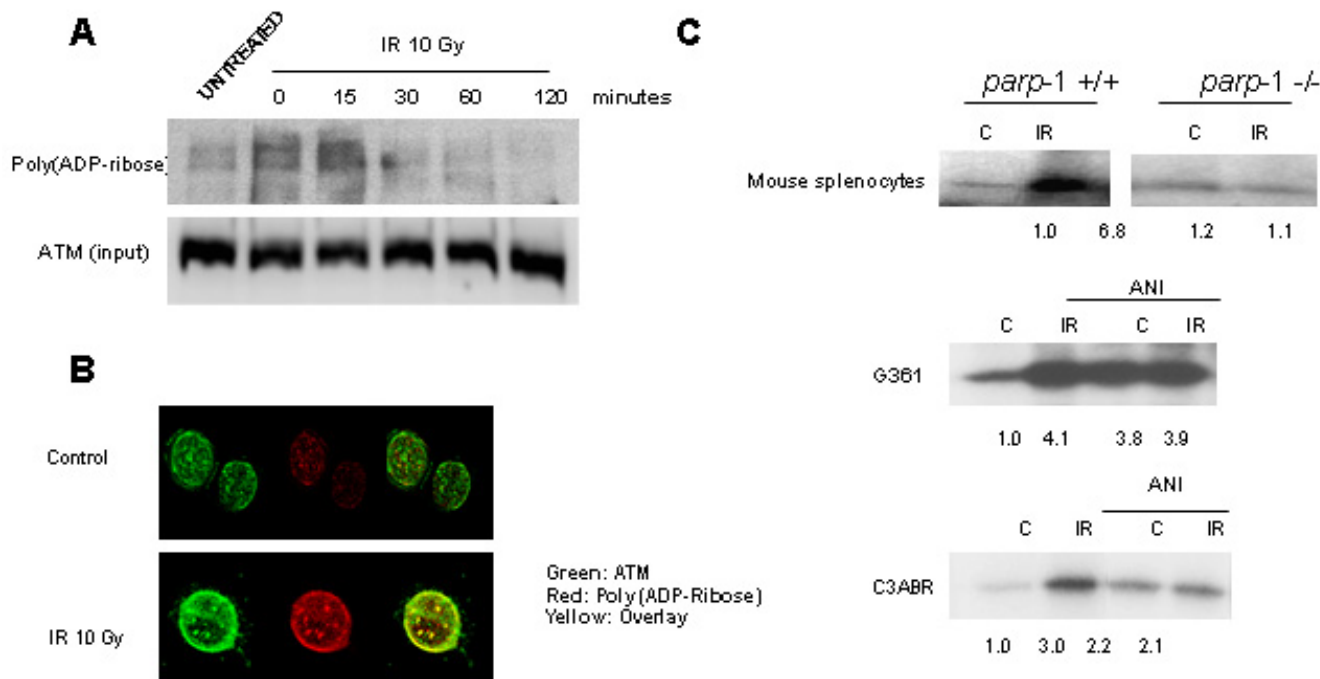 A
UNTREATED
IR 10 Gy
0 15 30 60 120 minutes
Poly(ADP-ribose)
ATM (input)
B
Control
IR 10 Gy
Green: ATM
Red: Poly(ADP-Ribose)
Yellow: Overlay
C
parp-1 +/+ parp-1 -/-
C IR C IR
Mouse splenocytes
1.0 6.8 1.2 1.1
ANI
C IR C IR
G361
1.0 4.1 3.8 3.9
ANI
C IR C IR
C3ABR
1.0 3.0 2.2 2.1